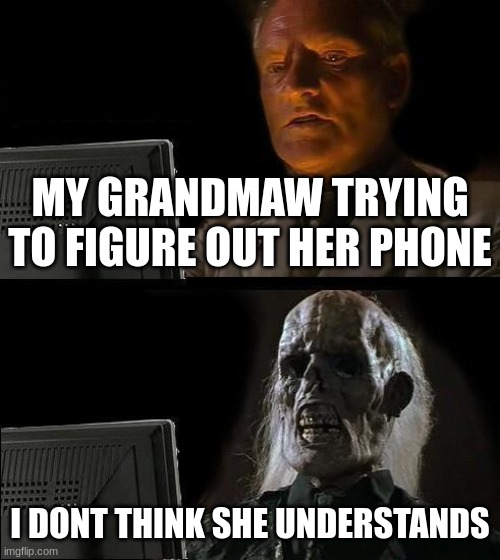 MY GRANDMAW TRYING
TO FIGURE OUT HER PHONE
I DONT THINK SHE UNDERSTANDS
imgflip.com